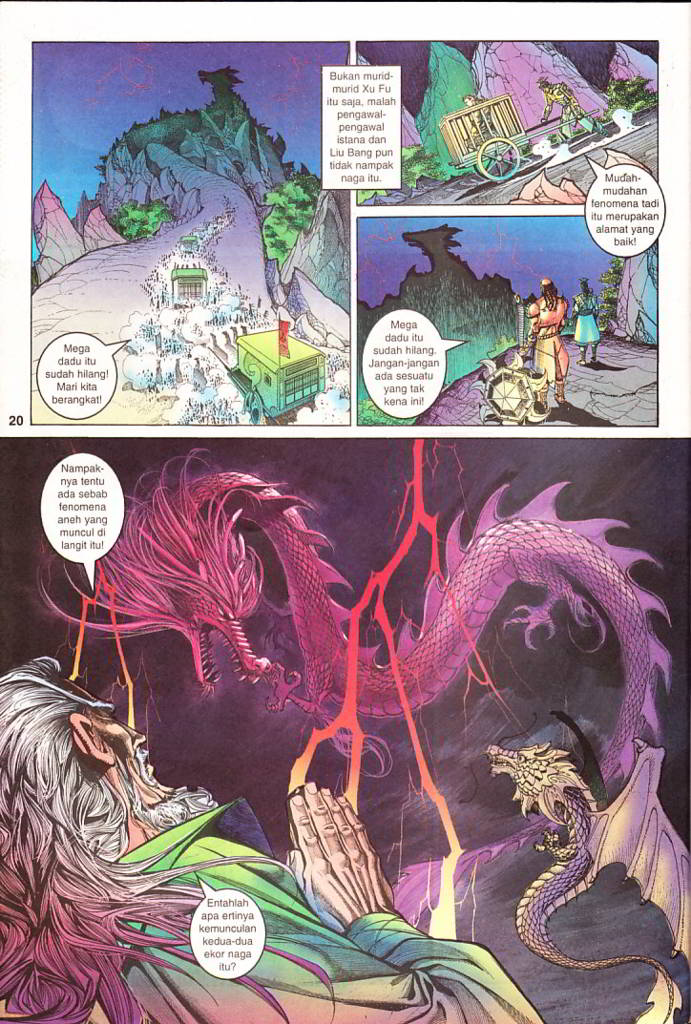 Bukan murid-
murid Xu Fu
itu saja, malah
pengawal-
pengawal
istana dan
Liu Bang pun
tidak nampak
naga itu.
Mega
dadu itu
sudah hilang!
Mari kita
berangkat!
Mudah-
mudahan
fenomena tadi
itu merupakan
alamat yang
baik!
Mega
dadu itu
sudah hilang.
Jangan-jangan
ada sesuatu
yang tak
kena ini!
20
Nampak-
nya tentu
ada sebab
fenomena
aneh yang
muncul di
langit itu!
Entahlah
apa ertinya
kemunculan
kedua-dua
ekor naga
itu?